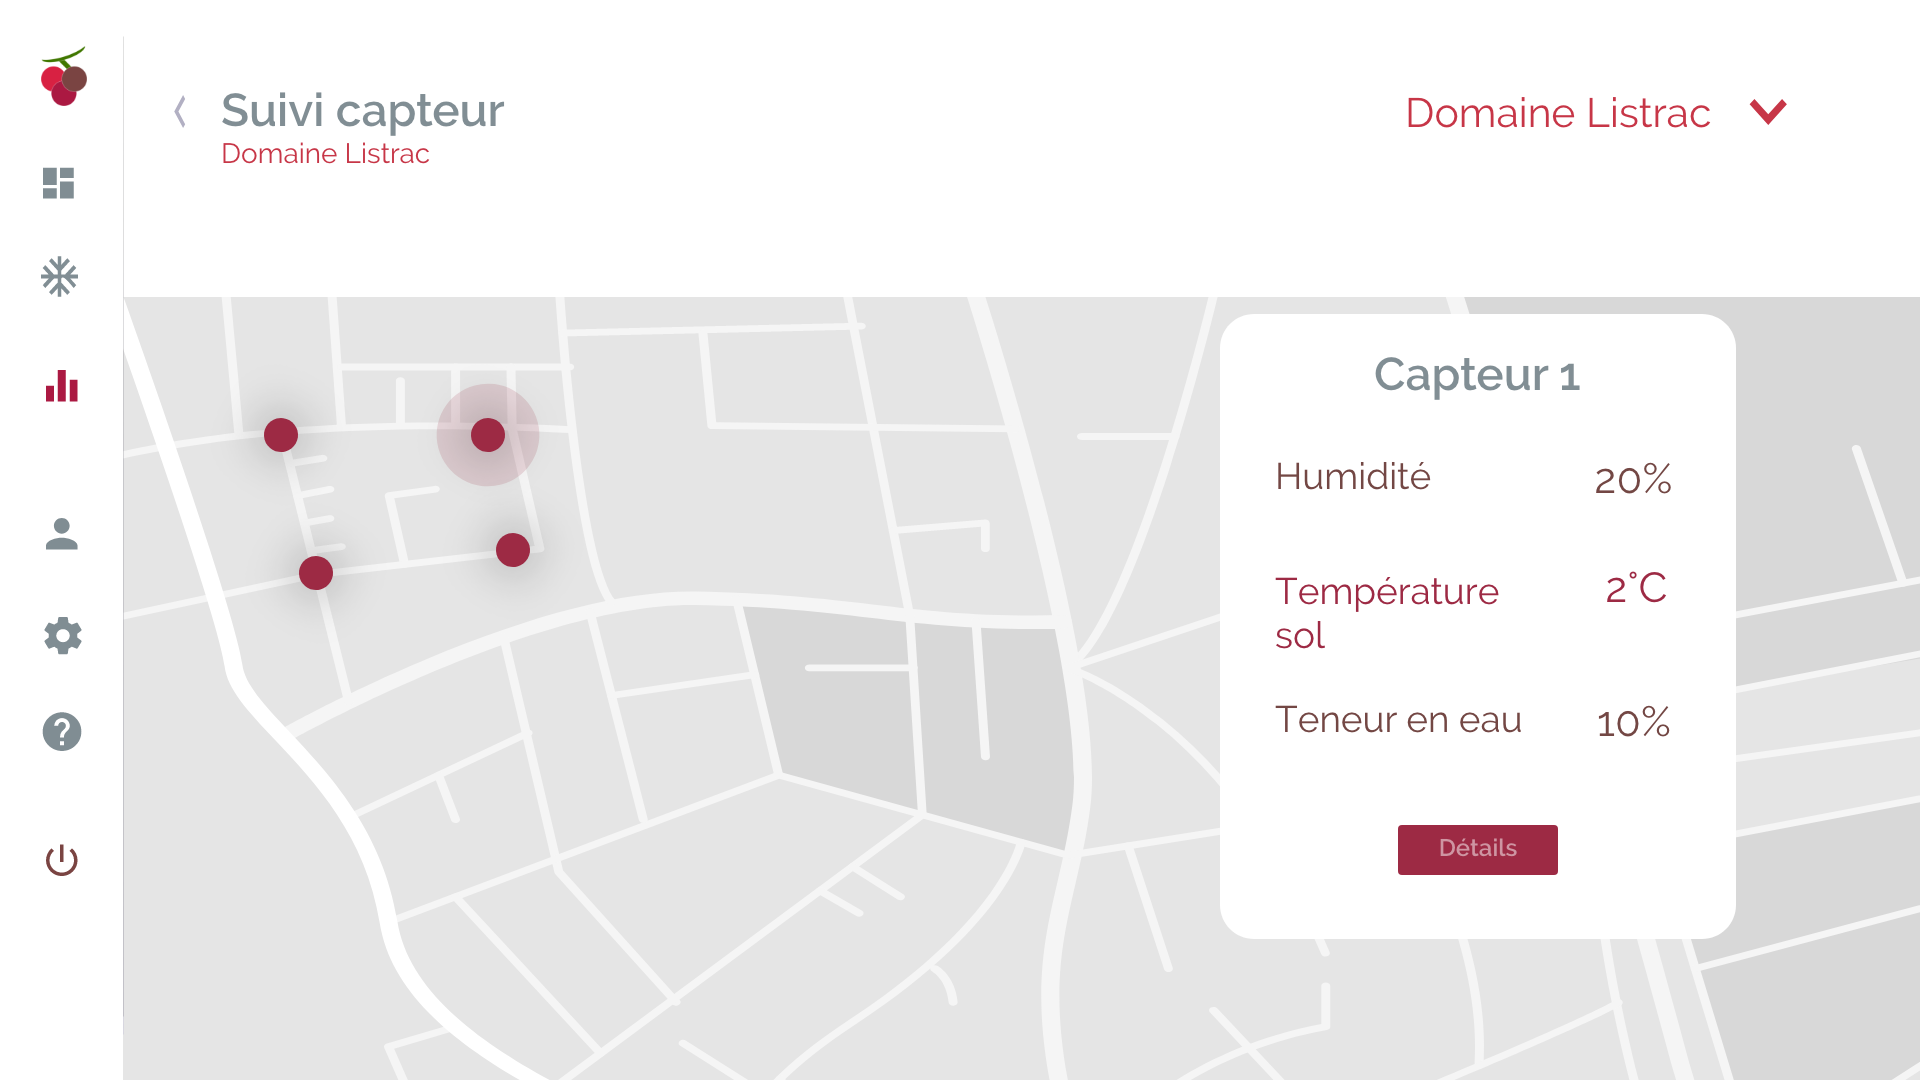 Suivi capteur
Domaine Listrac
Domaine Listrac
Capteur 1
Humidité 20%
Température 2°C
sol
Teneur en eau 10%
Détails